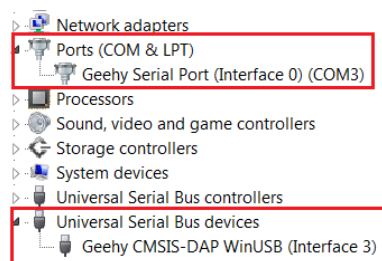 Network adapters
Ports (COM & LPT)
Geehy Serial Port (Interface 0) (COM3)
Processors
Sound, video and game controllers
Storage controllers
System devices
Universal Serial Bus controllers
Universal Serial Bus devices
Geehy CMSIS-DAP WinUSB (Interface 3)